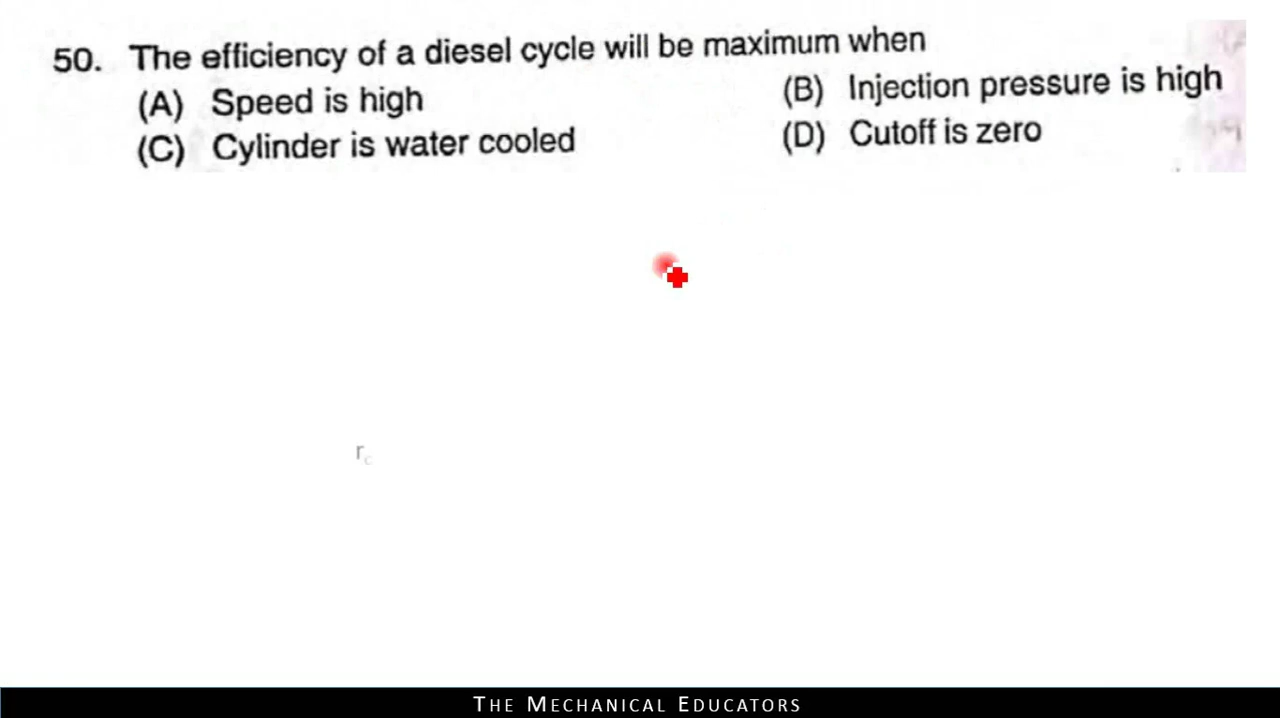 50. The efficiency of a diesel cycle will be maximum when
(A) Speed is high (B) Injection pressure is high
(C) Cylinder is water cooled (D) Cutoff is zero
rc
THE MECHANICAL EDUCATORS